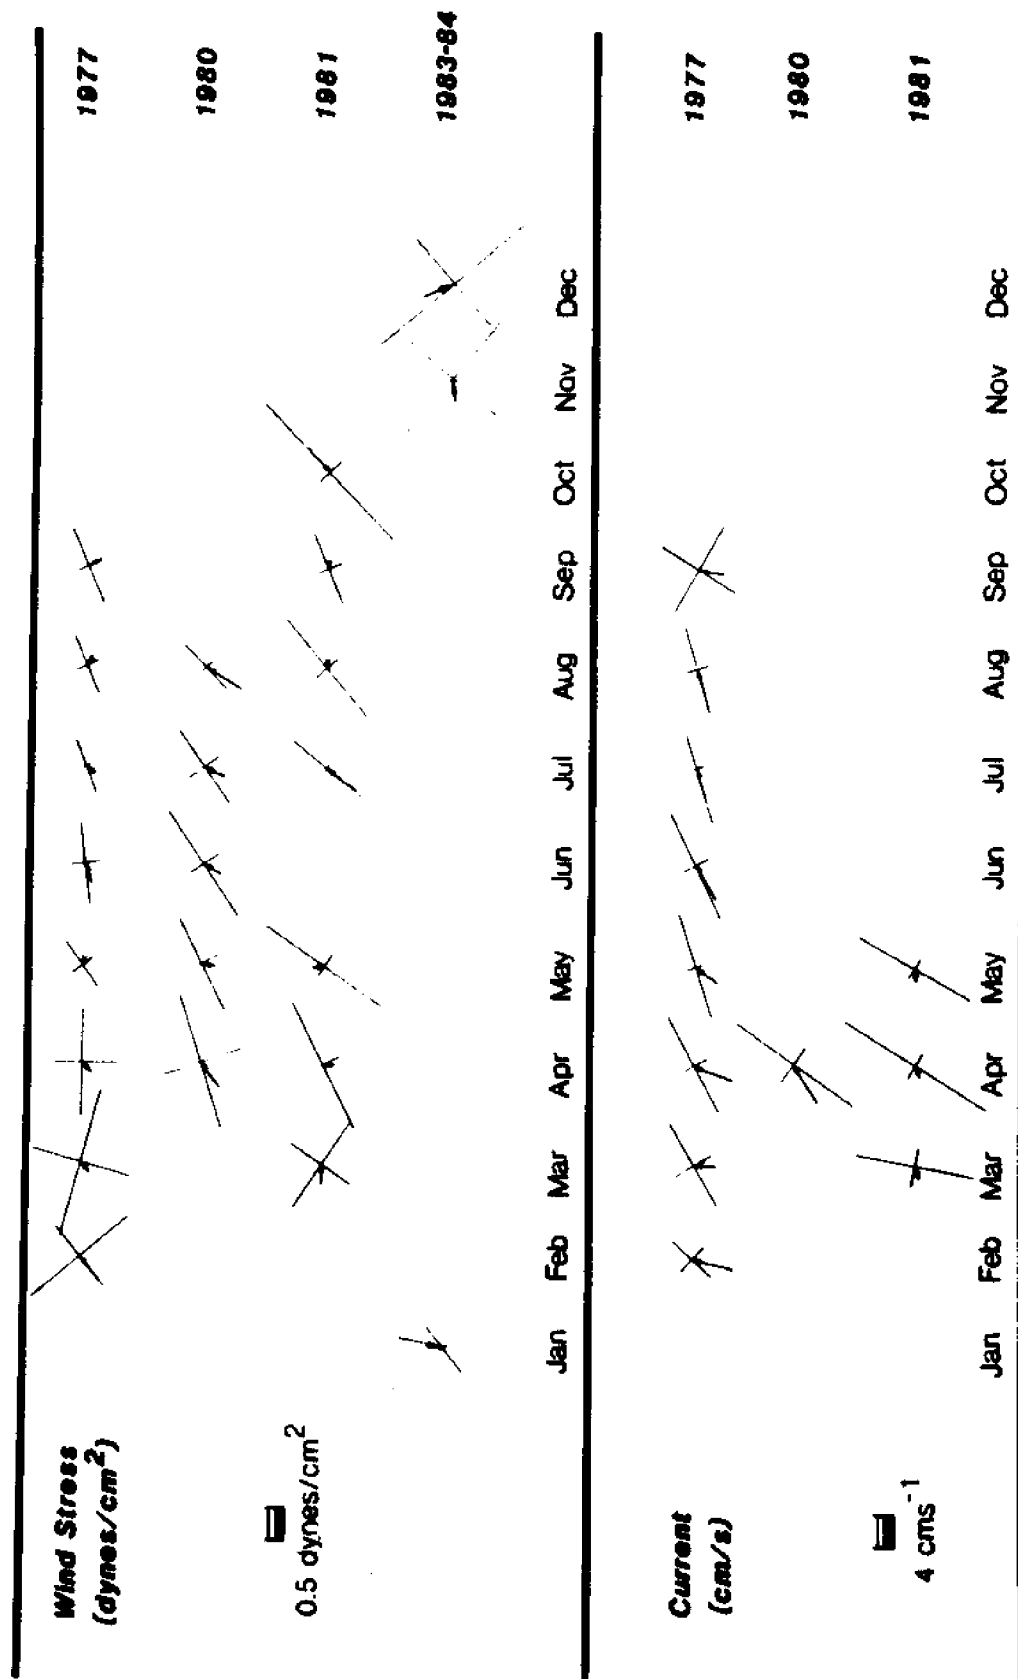 Wind Stress
(dynes/cm²)
0.5 dynes/cm²
1977
1980
1981
1983-84
Jan Feb Mar Apr May Jun Jul Aug Sep Oct Nov Dec
Current
(cm/s)
4 cms⁻¹
1977
1980
1981
Jan Feb Mar Apr May Jun Jul Aug Sep Oct Nov Dec